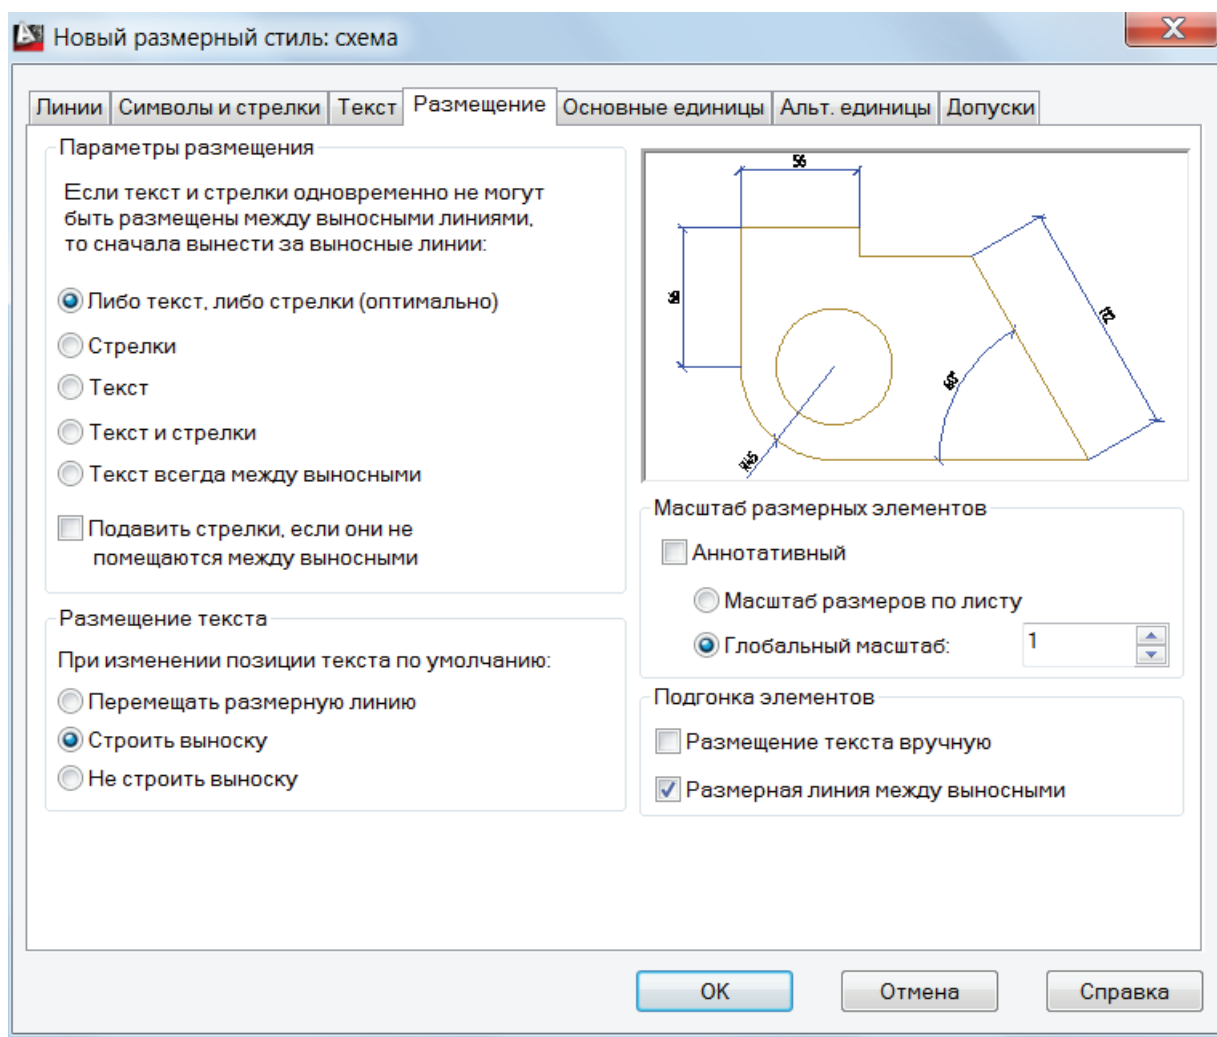 Новый размерный стиль: схема
Линии Символы и стрелки Текст Размещение Основные единицы Альт. единицы Допуски
Параметры размещения
Если текст и стрелки одновременно не могут
быть размещены между выносными линиями,
то сначала вынести за выносные линии:
Либо текст, либо стрелки (оптимально)
Стрелки
Текст
Текст и стрелки
Текст всегда между выносными
Подавить стрелки, если они не
помещаются между выносными
Размещение текста
При изменении позиции текста по умолчанию:
Перемещать размерную линию
Строить выноску
Не строить выноску
56
60°
R45
Масштаб размерных элементов
Аннотативный
Масштаб размеров по листу
Глобальный масштаб:
1
Подгонка элементов
Размещение текста вручную
Размерная линия между выносными
OK
Отмена
Справка